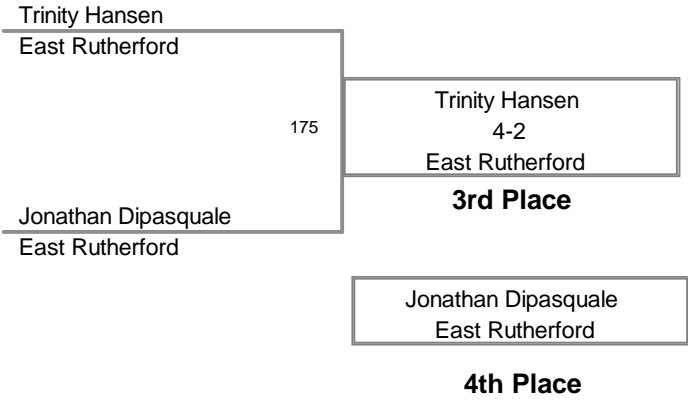 Trinity Hansen
East Rutherford
175
Trinity Hansen
4-2
East Rutherford
3rd Place
Jonathan Dipasquale
East Rutherford
Jonathan Dipasquale
East Rutherford
4th Place